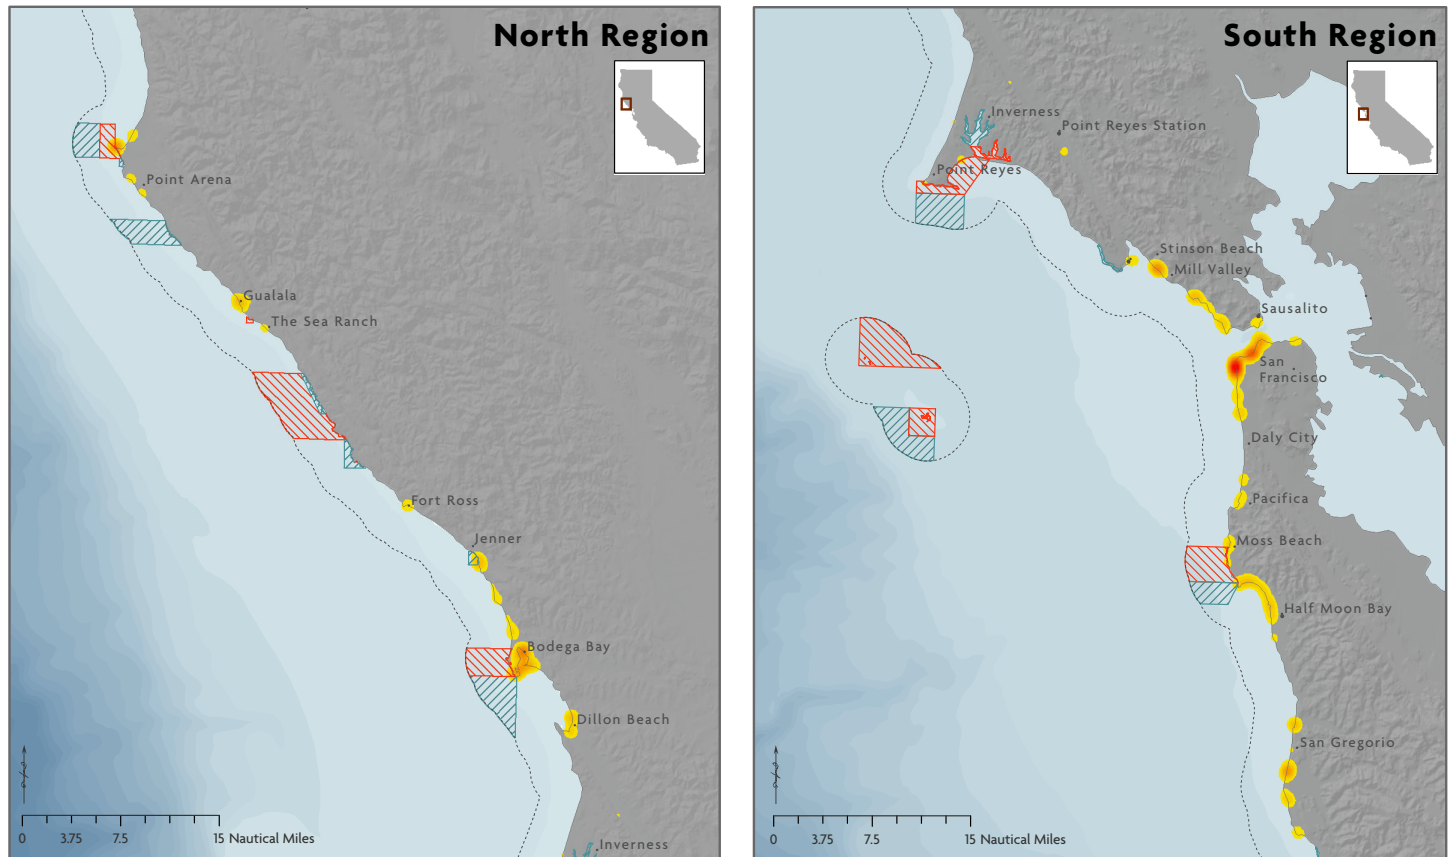 North Region
Point Arena
Gualala
The Sea Ranch
Fort Ross
Jenner
Bodega Bay
Dillon Beach
Inverness
0 3.75 7.5 15 Nautical Miles
South Region
Inverness
Point Reyes Station
Point Reyes
Stinson Beach
Mill Valley
Sausalito
San
Francisco
Daly City
Pacifica
Moss Beach
Half Moon Bay
San Gregorio
0 3.75 7.5 15 Nautical Miles